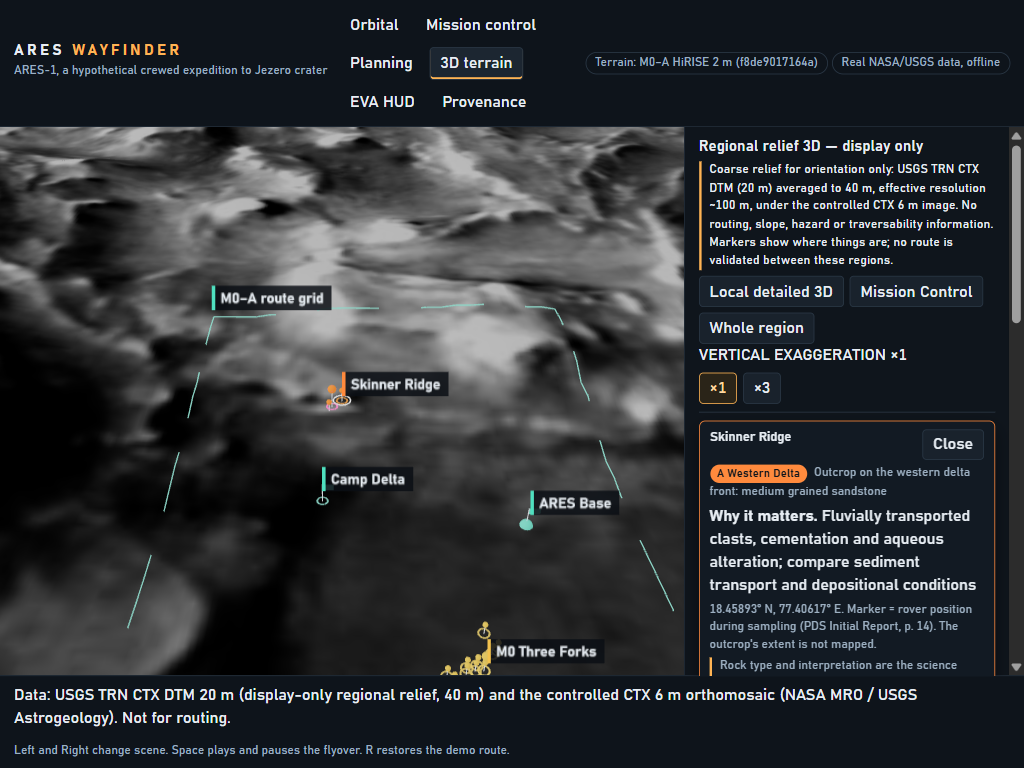 ARES WAYFINDER
ARES-1, a hypothetical crewed expedition to Jezero crater
Orbital
Mission control
Planning
3D terrain
EVA HUD
Provenance
Terrain: M0-A HiRISE 2 m (f8de9017164a)
Real NASA/USGS data, offline
M0-A route grid
Skinner Ridge
Camp Delta
ARES Base
M0 Three Forks
Regional relief 3D — display only
Coarse relief for orientation only: USGS TRN CTX
DTM (20 m) averaged to 40 m, effective resolution
~100 m, under the controlled CTX 6 m image. No
routing, slope, hazard or traversability information.
Markers show where things are; no route is
validated between these regions.
Local detailed 3D
Mission Control
Whole region
VERTICAL EXAGGERATION ×1
×1
×3
Skinner Ridge
Close
A Western Delta Outcrop on the western delta
front: medium grained sandstone
Why it matters. Fluvially transported
clasts, cementation and aqueous
alteration; compare sediment
transport and depositional conditions
18.45893° N, 77.40617° E. Marker = rover position
during sampling (PDS Initial Report, p. 14). The
outcrop's extent is not mapped.
Rock type and interpretation are the science
Data: USGS TRN CTX DTM 20 m (display-only regional relief, 40 m) and the controlled CTX 6 m orthomosaic (NASA MRO / USGS
Astrogeology). Not for routing.
Left and Right change scene. Space plays and pauses the flyover. R restores the demo route.